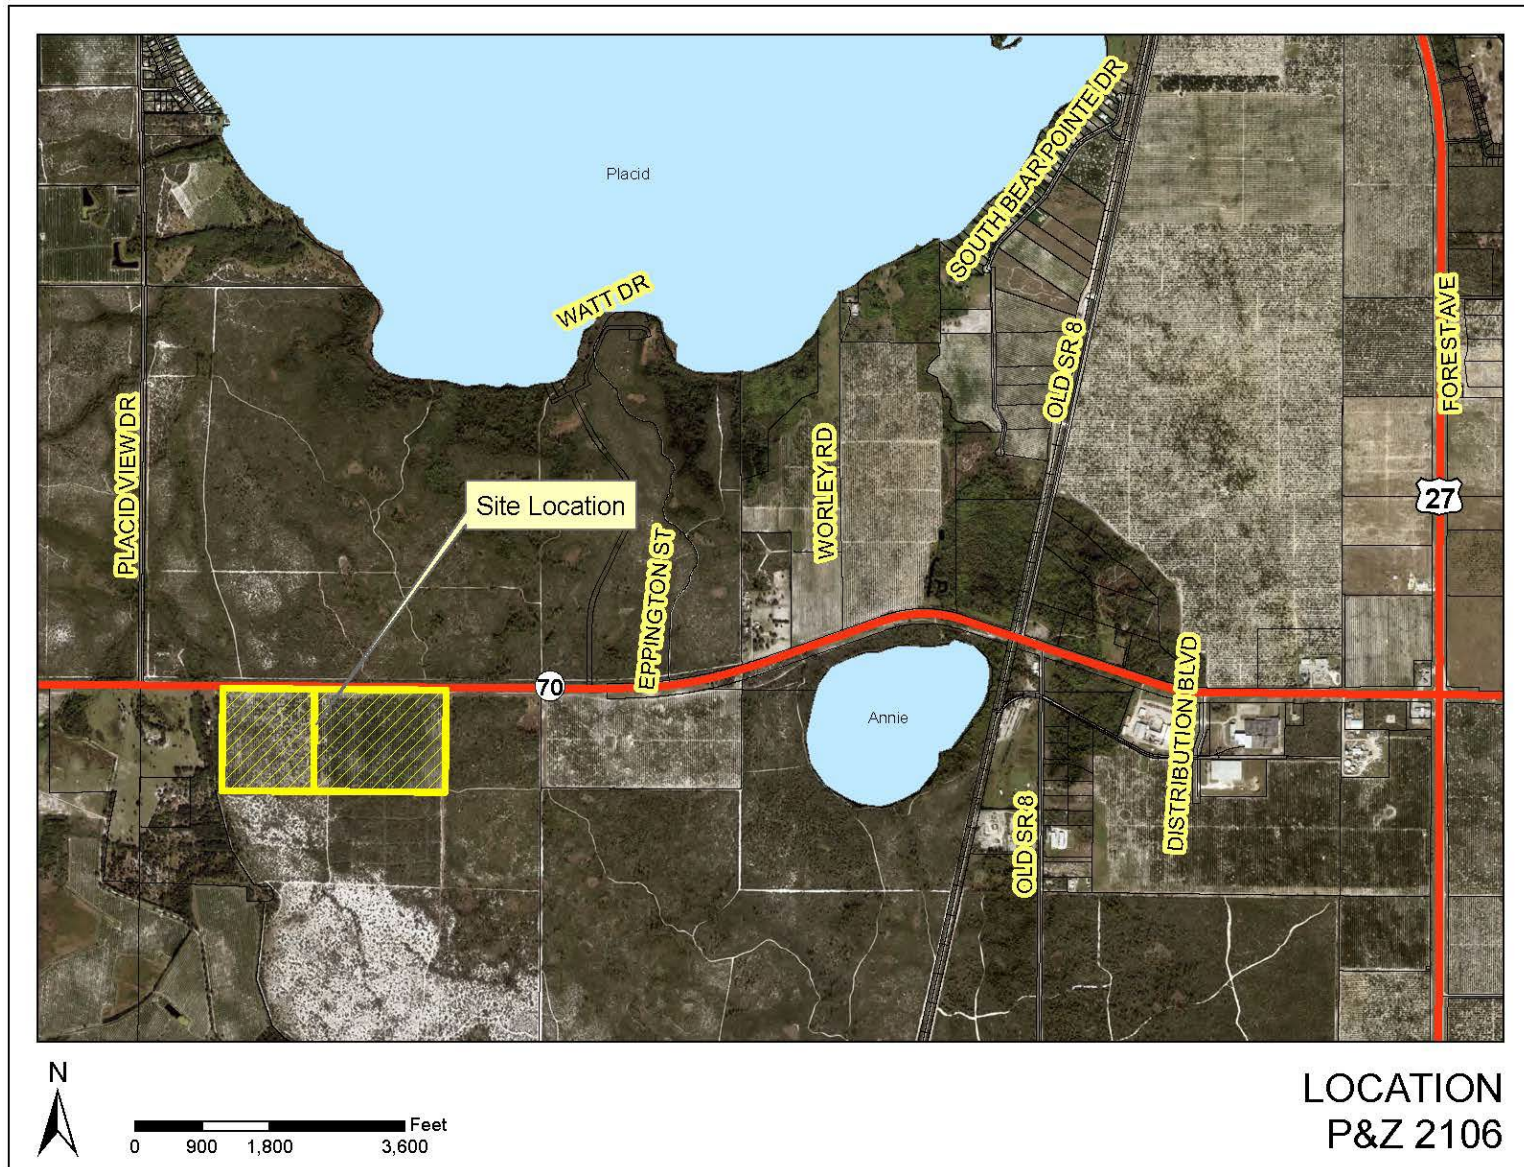 Placid
SOUTH BEAR POINTE DR
WATT DR
OLD SR 8
FOREST AVE
PLACID VIEW DR
Site Location
WORLEY RD
27
EPPINGTON ST
70
DISTRIBUTION BLVD
Annie
OLD SR 8
N
Feet
0 900 1,800 3,600
LOCATION
P&Z 2106